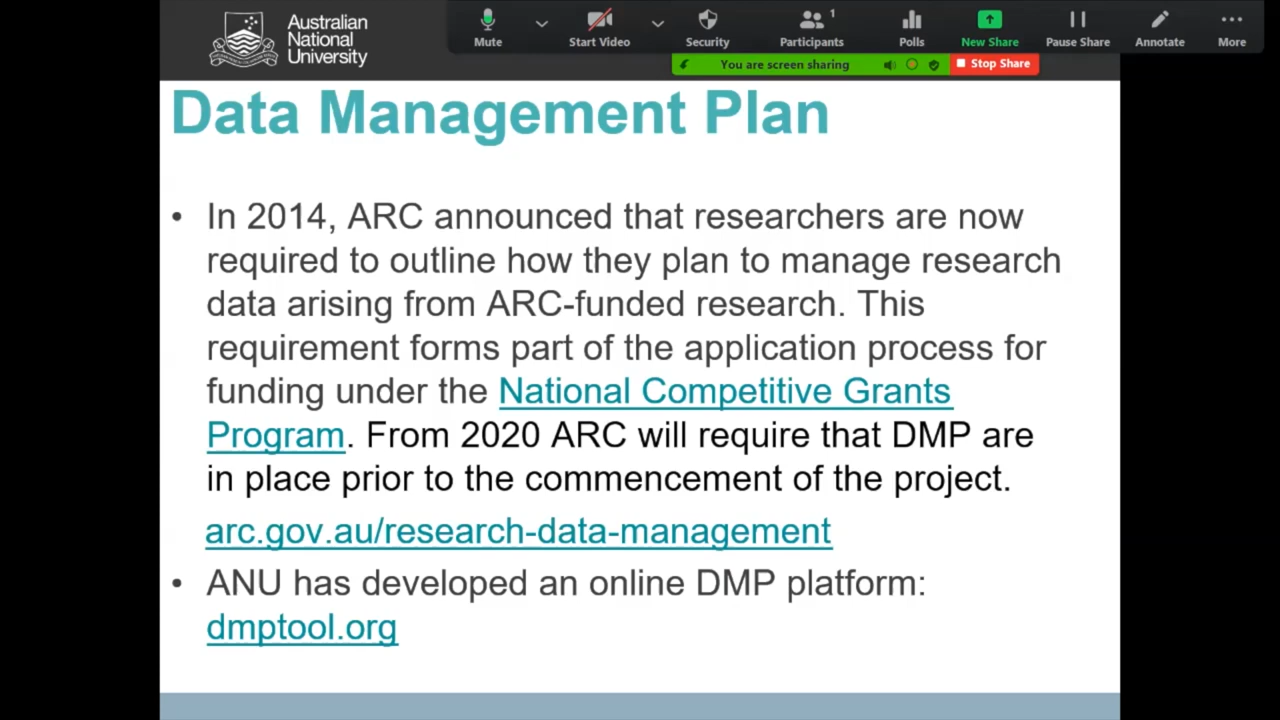 Australian
National
University
Mute
Start Video
Security
Participants
1
Polls
New Share
Pause Share
Annotate
More
You are screen sharing
Stop Share
Data Management Plan
• In 2014, ARC announced that researchers are now
required to outline how they plan to manage research
data arising from ARC-funded research. This
requirement forms part of the application process for
funding under the National Competitive Grants
Program. From 2020 ARC will require that DMP are
in place prior to the commencement of the project.
arc.gov.au/research-data-management
• ANU has developed an online DMP platform:
dmptool.org